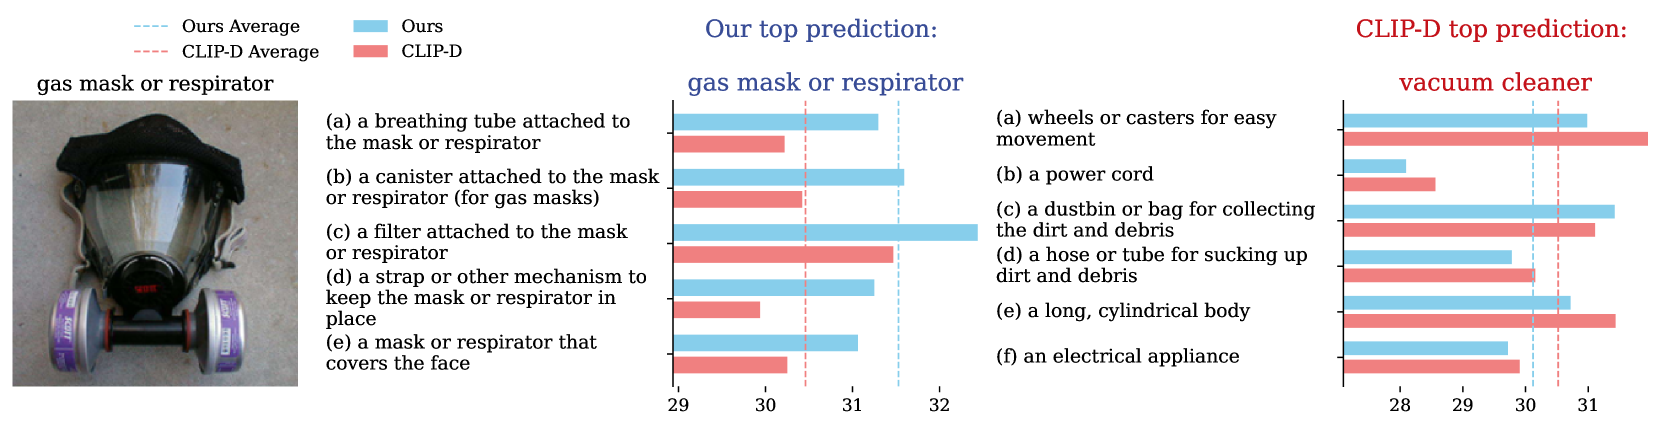 Ours Average
CLIP-D Average
Ours
CLIP-D
gas mask or respirator
Our top prediction:
gas mask or respirator
(a) a breathing tube attached to
the mask or respirator
(b) a canister attached to the mask
or respirator (for gas masks)
(c) a filter attached to the mask
or respirator
(d) a strap or other mechanism to
keep the mask or respirator in
place
(e) a mask or respirator that
covers the face
29 30 31 32
CLIP-D top prediction:
vacuum cleaner
(a) wheels or casters for easy
movement
(b) a power cord
(c) a dustbin or bag for collecting
the dirt and debris
(d) a hose or tube for sucking up
dirt and debris
(e) a long, cylindrical body
(f) an electrical appliance
28 29 30 31